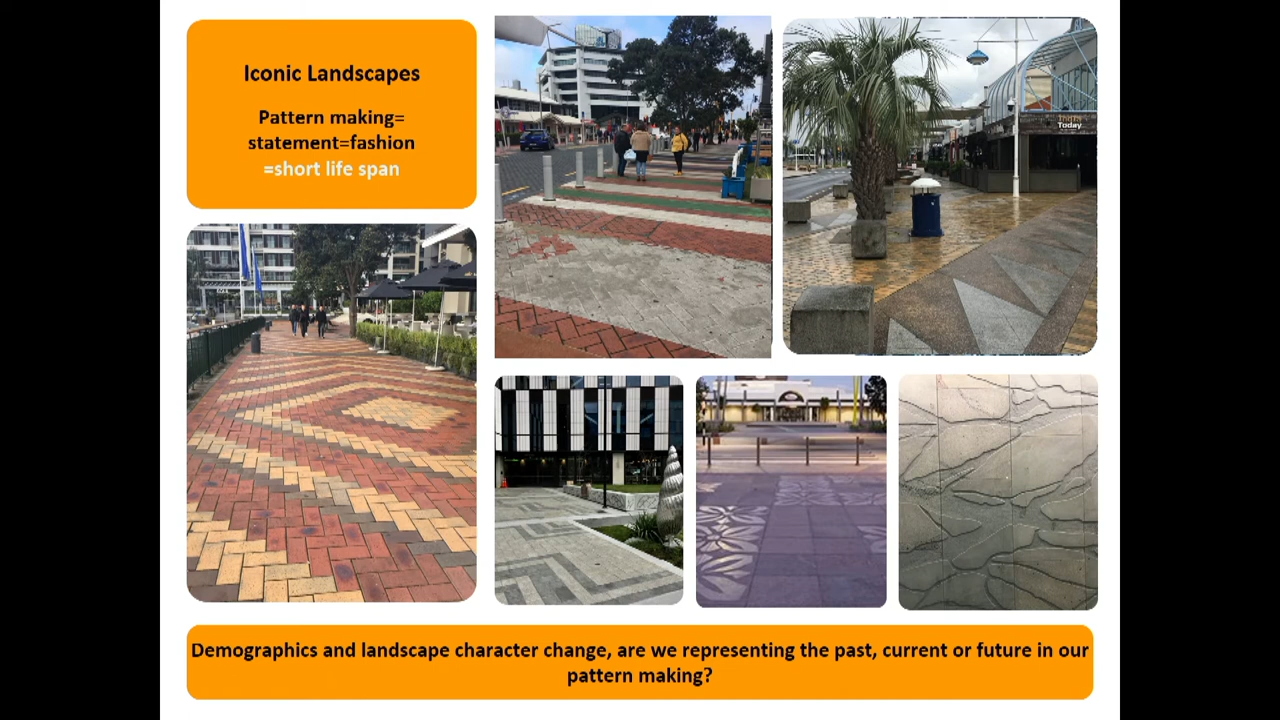 Iconic Landscapes
Pattern making=
statement=fashion
=short life span
Today
Demographics and landscape character change, are we representing the past, current or future in our
pattern making?